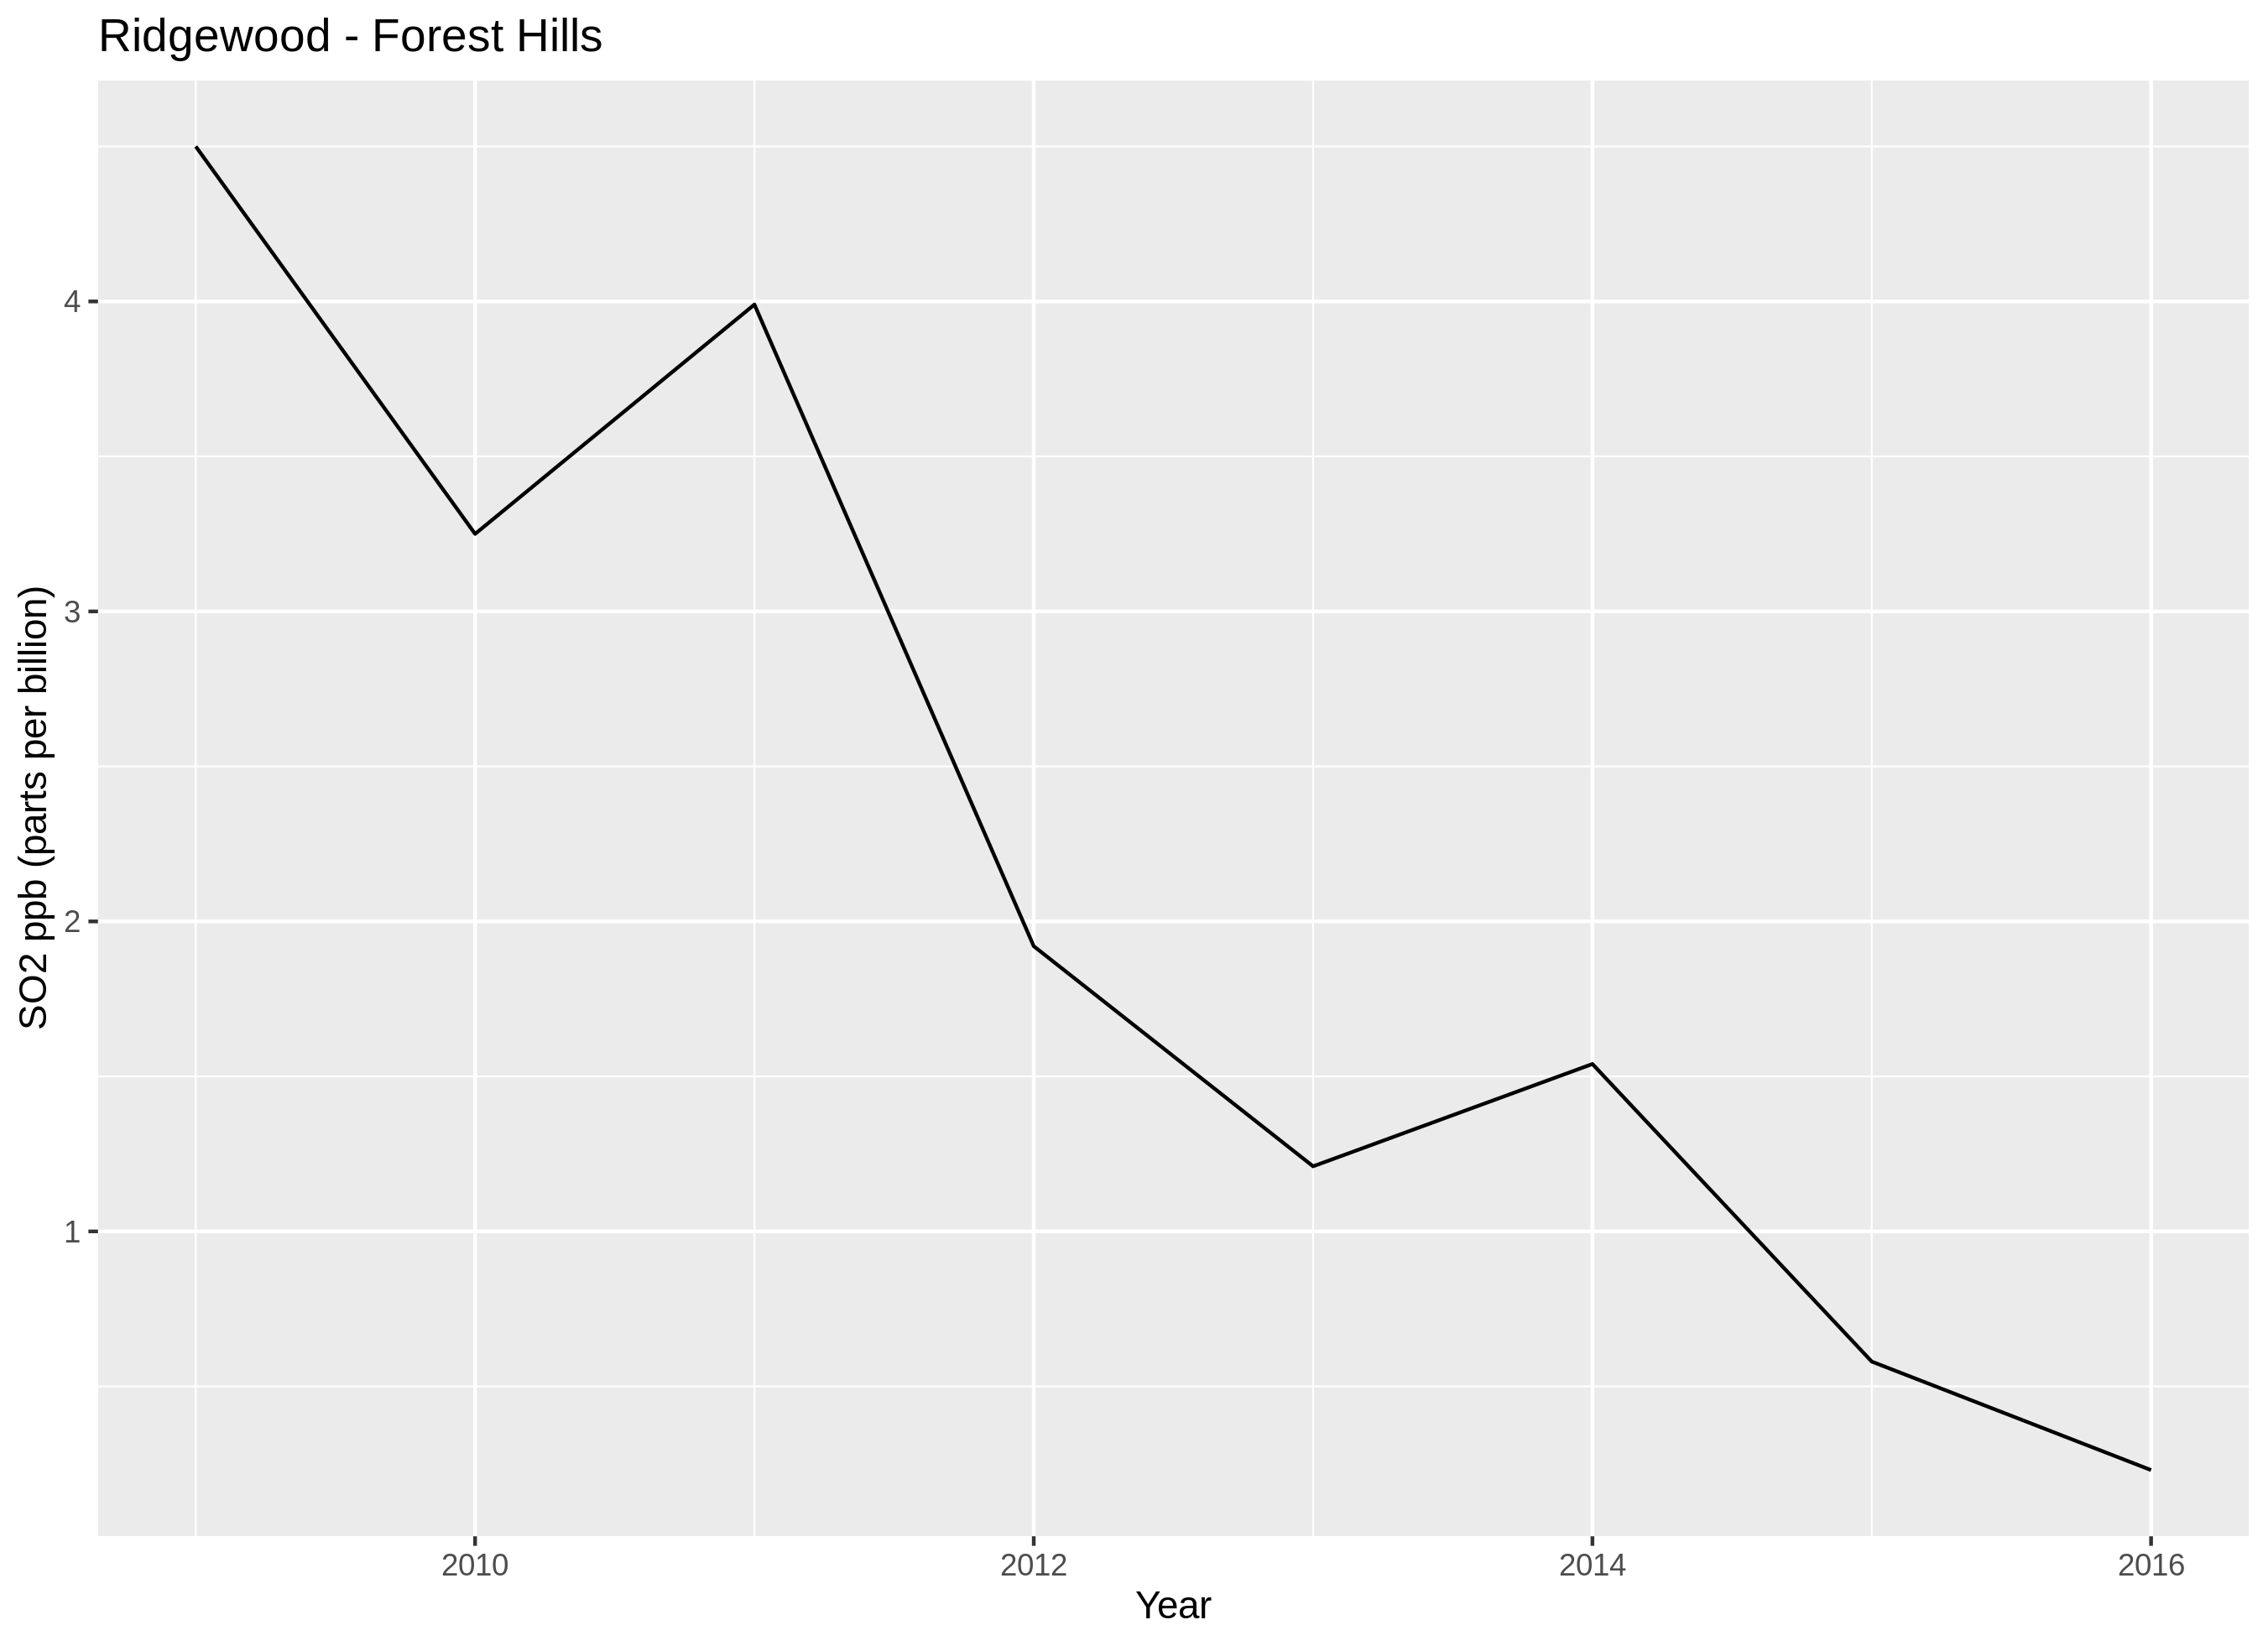 Ridgewood - Forest Hills
SO2 ppb (parts per billion)
4
3
2
1
2010
2012
2014
2016
Year